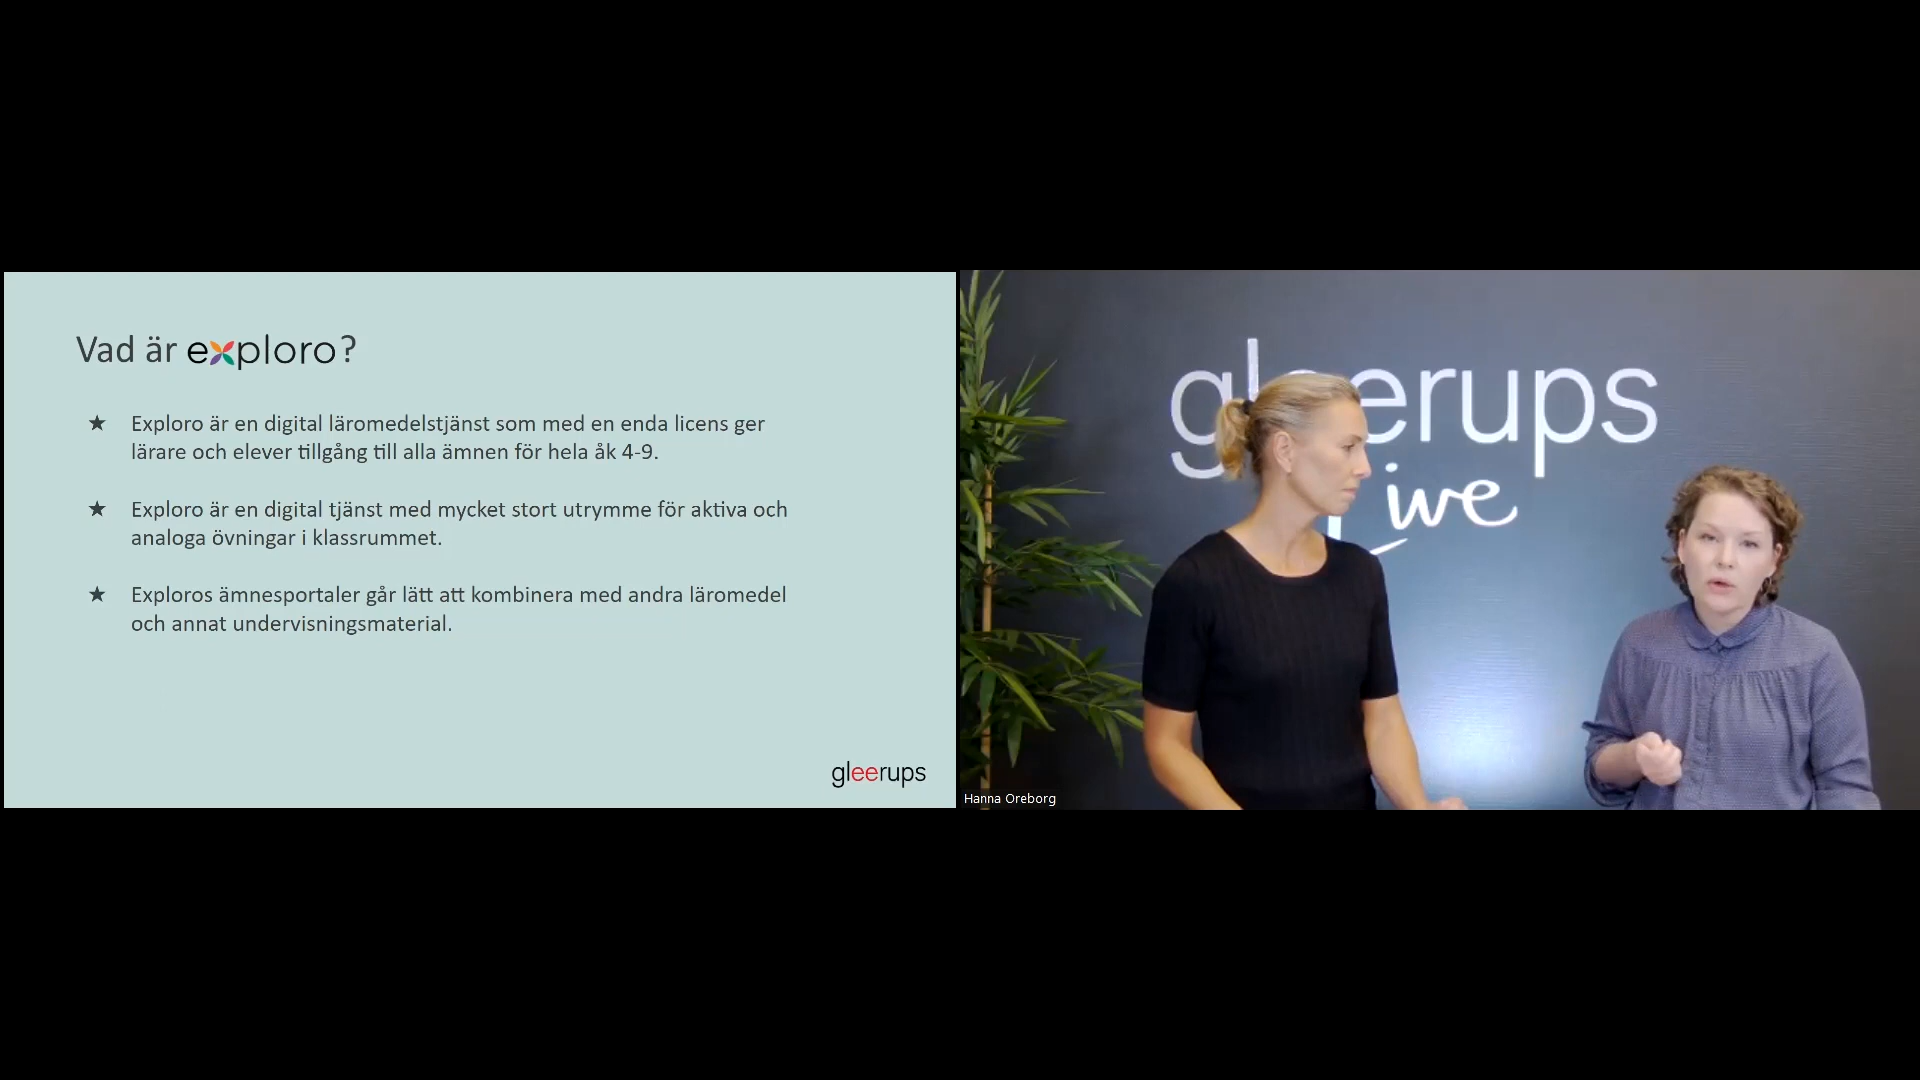 Vad är exploro?
★ Exploro är en digital läromedelstjänst som med en enda licens ger
lärare och elever tillgång till alla ämnen för hela åk 4-9.
★ Exploro är en digital tjänst med mycket stort utrymme för aktiva och
analoga övningar i klassrummet.
★ Exploros ämnesportaler går lätt att kombinera med andra läromedel
och annat undervisningsmaterial.
gleerups
gleerups
Live
Hanna Oreborg